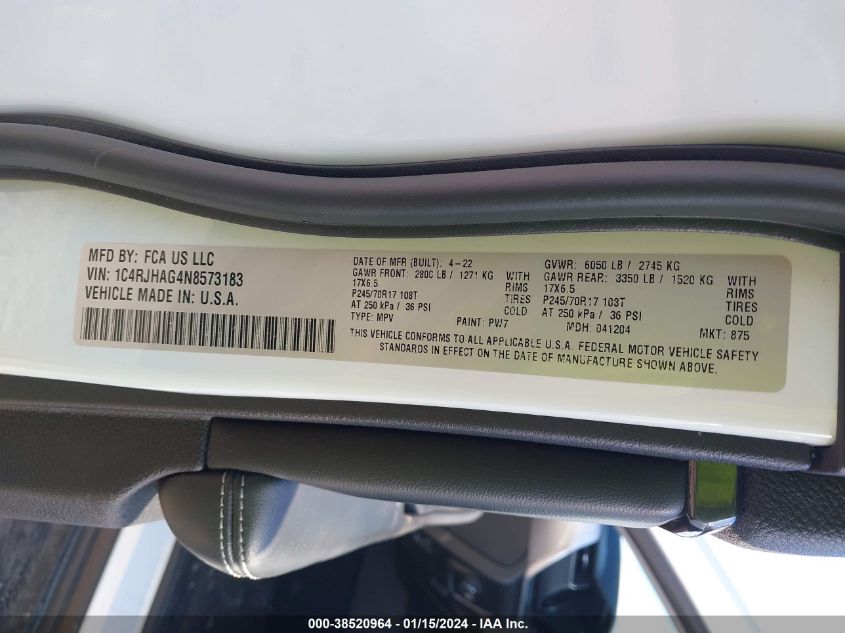 MFD BY: FCA US LLC
VIN: 1C4RJHAG4N8573183
VEHICLE MADE IN: U.S.A.
DATE OF MFR (BUILT): 4-22
GAWR FRONT: 2800 LB / 1271 KG WITH
17X6.5 RIMS
P245/70R17 108T TIRES
AT 250 kPa / 36 PSI COLD
TYPE: MPV PAINT: PW7
GVWR: 6050 LB / 2745 KG
GAWR REAR: 3350 LB / 1520 KG WITH
17X6.5 RIMS
P245/70R17 108T TIRES
AT 250 kPa / 36 PSI COLD
MDH: 041204 MKT: 875
THIS VEHICLE CONFORMS TO ALL APPLICABLE U.S.A. FEDERAL MOTOR VEHICLE SAFETY
STANDARDS IN EFFECT ON THE DATE OF MANUFACTURE SHOWN ABOVE.
000-38520964 - 01/15/2024 - IAA Inc.